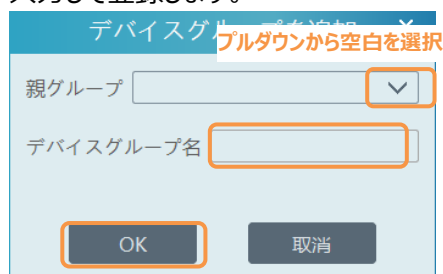 入力して登録します。
デバイスグループを追加
プルダウンから空白を選択
親グループ
デバイスグループ名
OK
取消